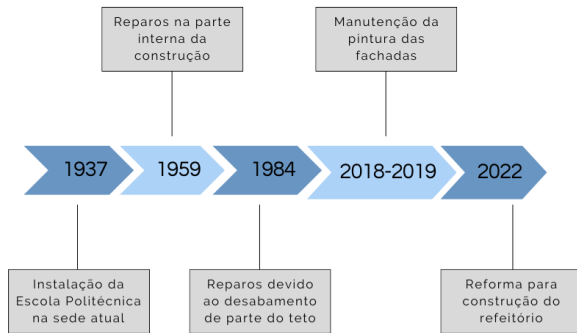 Reparos na parte
interna da
construção
Manutenção da
pintura das
fachadas
1937
1959
1984
2018-2019
2022
Instalação da
Escola Politécnica
na sede atual
Reparos devido
ao desabamento
de parte do teto
Reforma para
construção do
refeitório